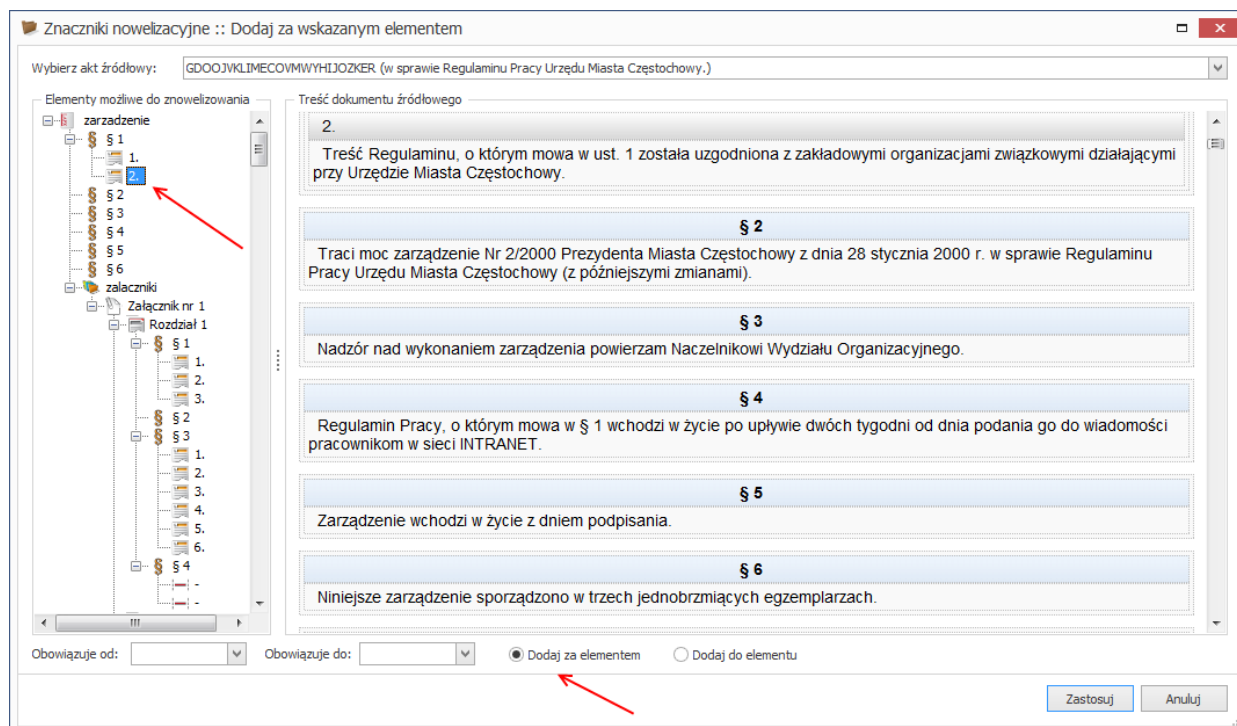 Znaczniki nowelizacyjne :: Dodaj za wskazanym elementem
Wybierz akt źródłowy: GDOOJVKLIMECOVMWYHIJOZKER (w sprawie Regulaminu Pracy Urzędu Miasta Częstochowy.)
Elementy możliwe do znowelizowania
zarzadzenie
§ § 1
1.
2.
§ § 2
§ § 3
§ § 4
§ § 5
§ § 6
zalaczniki
Załącznik nr 1
Rozdział 1
§ § 1
1.
2.
3.
§ § 2
§ § 3
1.
2.
3.
4.
5.
6.
§ § 4
-
-
Treść dokumentu źródłowego
2.
Treść Regulaminu, o którym mowa w ust. 1 została uzgodniona z zakładowymi organizacjami związkowymi działającymi
przy Urzędzie Miasta Częstochowy.
§ 2
Traci moc zarządzenie Nr 2/2000 Prezydenta Miasta Częstochowy z dnia 28 stycznia 2000 r. w sprawie Regulaminu
Pracy Urzędu Miasta Częstochowy (z późniejszymi zmianami).
§ 3
Nadzór nad wykonaniem zarządzenia powierzam Naczelnikowi Wydziału Organizacyjnego.
§ 4
Regulamin Pracy, o którym mowa w § 1 wchodzi w życie po upływie dwóch tygodni od dnia podania go do wiadomości
pracownikom w sieci INTRANET.
§ 5
Zarządzenie wchodzi w życie z dniem podpisania.
§ 6
Niniejsze zarządzenie sporządzono w trzech jednobrzmiących egzemplarzach.
Obowiązuje od: Obowiązuje do: Dodaj za elementem Dodaj do elementu
Zastosuj Anuluj